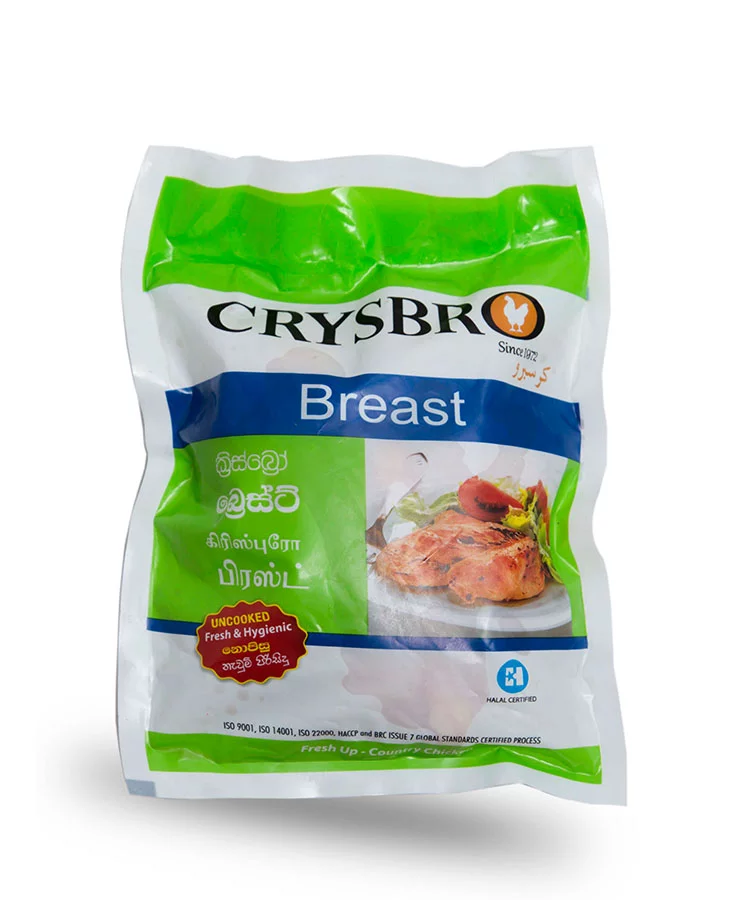 CRYSBRO
Since 1972
كرسبرو
Breast
ක්‍රිස්බ්‍රෝ
බ්‍රෙස්ට්
கிரிஸ்புரோ
பிரஸ்ட்
UNCOOKED
Fresh & Hygienic
නොපිසූ
නැවුම් පිරිසිදු
HALAL CERTIFIED
ISO 9001, ISO 14001, ISO 22000, HACCP and BRC ISSUE 7 GLOBAL STANDARDS CERTIFIED PROCESS
Fresh Up - Country Chicken